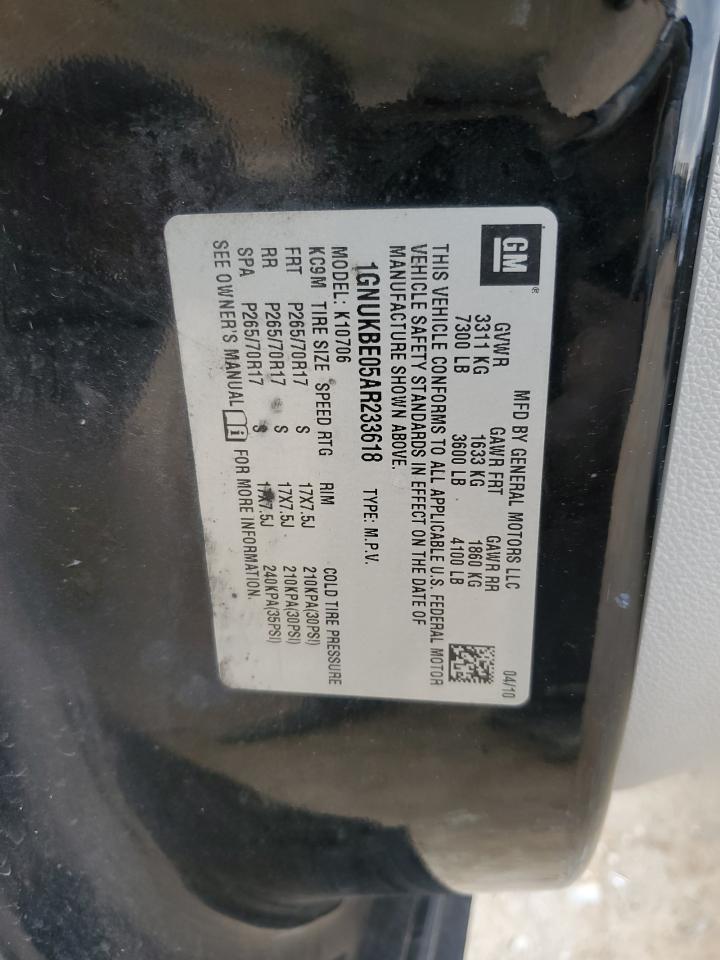 GM®
MFD BY GENERAL MOTORS LLC 04/10
GVWR GAWR FRT GAWR RR
3311 KG 1633 KG 1860 KG
7300 LB 3600 LB 4100 LB
THIS VEHICLE CONFORMS TO ALL APPLICABLE U.S. FEDERAL MOTOR
VEHICLE SAFETY STANDARDS IN EFFECT ON THE DATE OF
MANUFACTURE SHOWN ABOVE.
1GNUKBE05AR233618 TYPE: M.P.V.
MODEL: K10706
KC9M TIRE SIZE SPEED RTG RIM COLD TIRE PRESSURE
FRT P265/70R17 S 17X7.5J 210KPA(30PSI)
RR P265/70R17 S 17X7.5J 210KPA(30PSI)
SPA P265/70R17 S 17X7.5J 240KPA(35PSI)
SEE OWNER'S MANUAL FOR MORE INFORMATION.